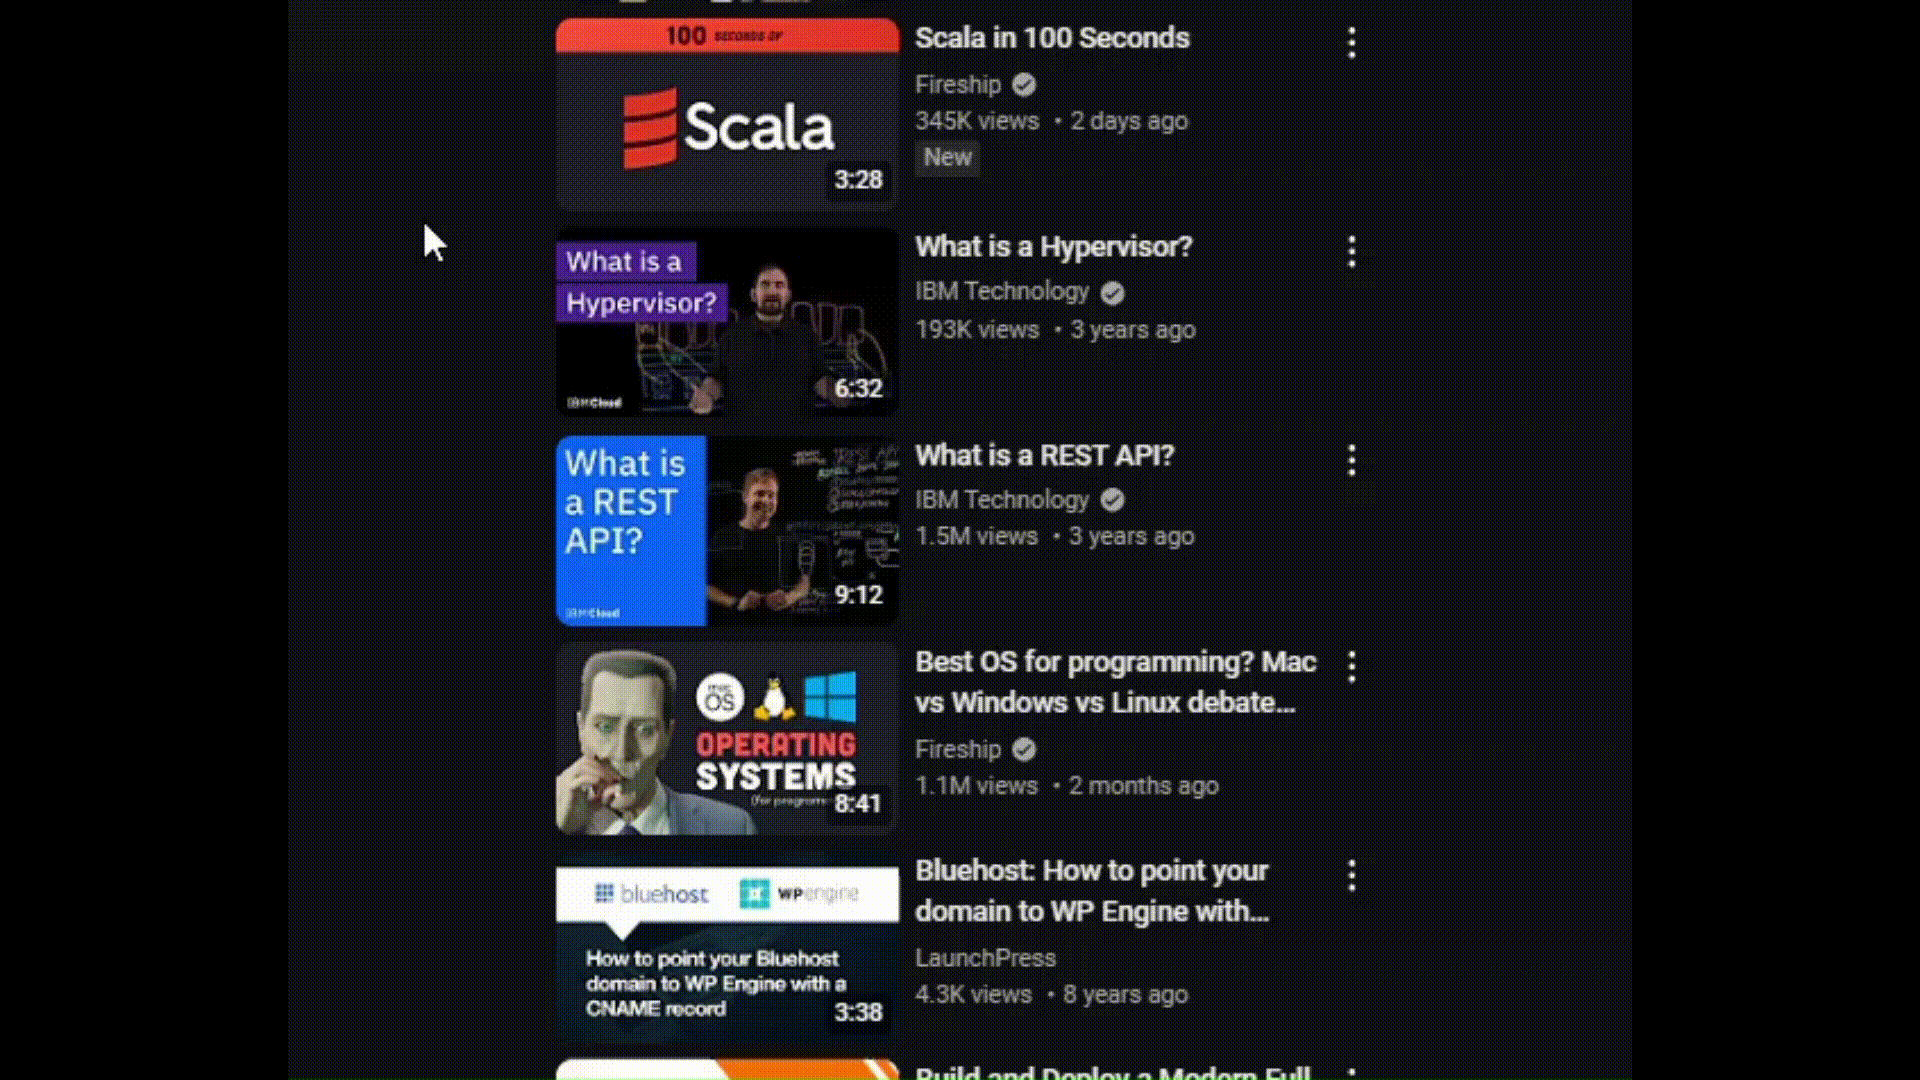 100 SECONDS OF
Scala
3:28
Scala in 100 Seconds
Fireship
345K views • 2 days ago
New
What is a
Hypervisor?
IBM Cloud
6:32
What is a Hypervisor?
IBM Technology
193K views • 3 years ago
What is
a REST
API?
REST API
IBM Cloud
9:12
What is a REST API?
IBM Technology
1.5M views • 3 years ago
mac
OS
OPERATING
SYSTEMS
8:41
Best OS for programming? Mac
vs Windows vs Linux debate...
Fireship
1.1M views • 2 months ago
bluehost
WP engine
How to point your Bluehost
domain to WP Engine with a
CNAME record
3:38
Bluehost: How to point your
domain to WP Engine with...
LaunchPress
4.3K views • 8 years ago
Build and Deploy a Modern Full